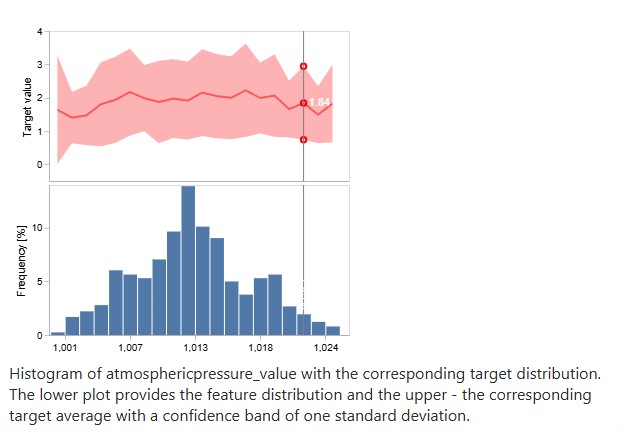 4
3
2
1
0
Target value
1.84
10
5
0
Frequency [%]
1,001 1,007 1,013 1,018 1,024
Histogram of atmosphericpressure_value with the corresponding target distribution.
The lower plot provides the feature distribution and the upper - the corresponding
target average with a confidence band of one standard deviation.